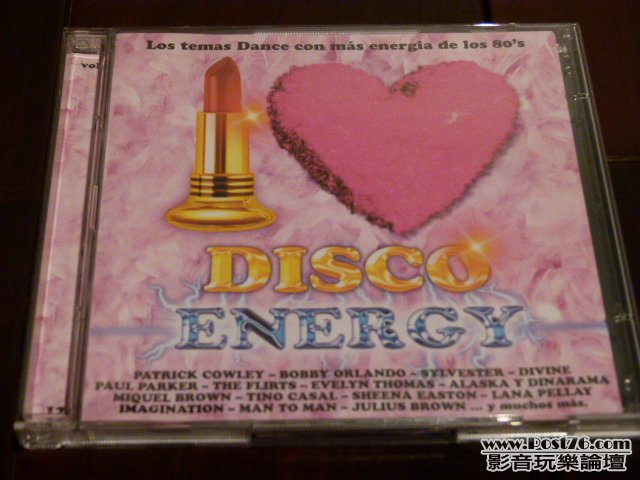 Los temas Dance con más energía de los 80's
vol
DISCO
ENERGY
PATRICK COWLEY – BOBBY ORLANDO – SYLVESTER – DIVINE
PAUL PARKER – THE FLIRTS – EVELYN THOMAS – ALASKA Y DINARAMA
MIQUEL BROWN – TINO CASAL – SHEENA EASTON – LANA PELLAY
IMAGINATION – MAN TO MAN – JULIUS BROWN ... y muchos más.
www.Post76.com
影音玩樂論壇